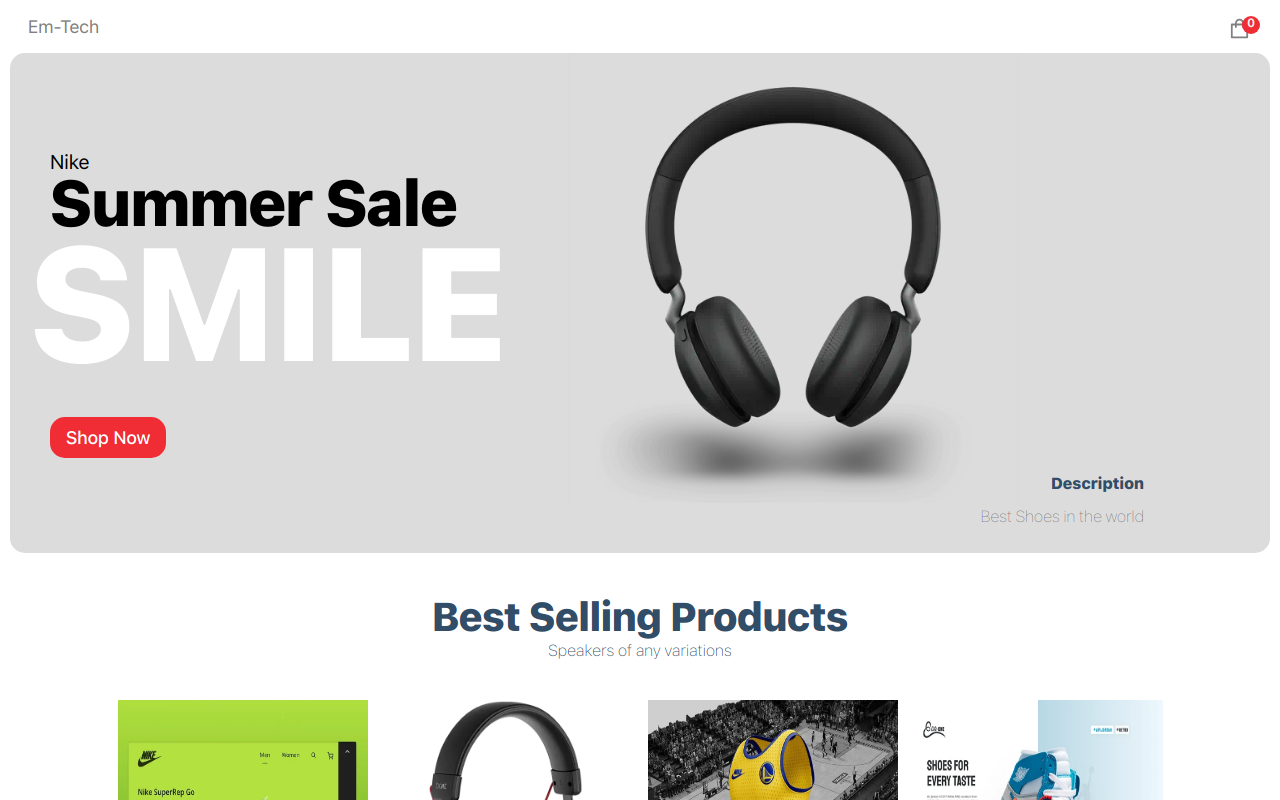 Em-Tech
0
Nike
Summer Sale
SMILE
Shop Now
Description
Best Shoes in the world
Best Selling Products
Speakers of any variations
NIKE
Men Women
Nike SuperRep Go
SHOES FOR
EVERY TASTE